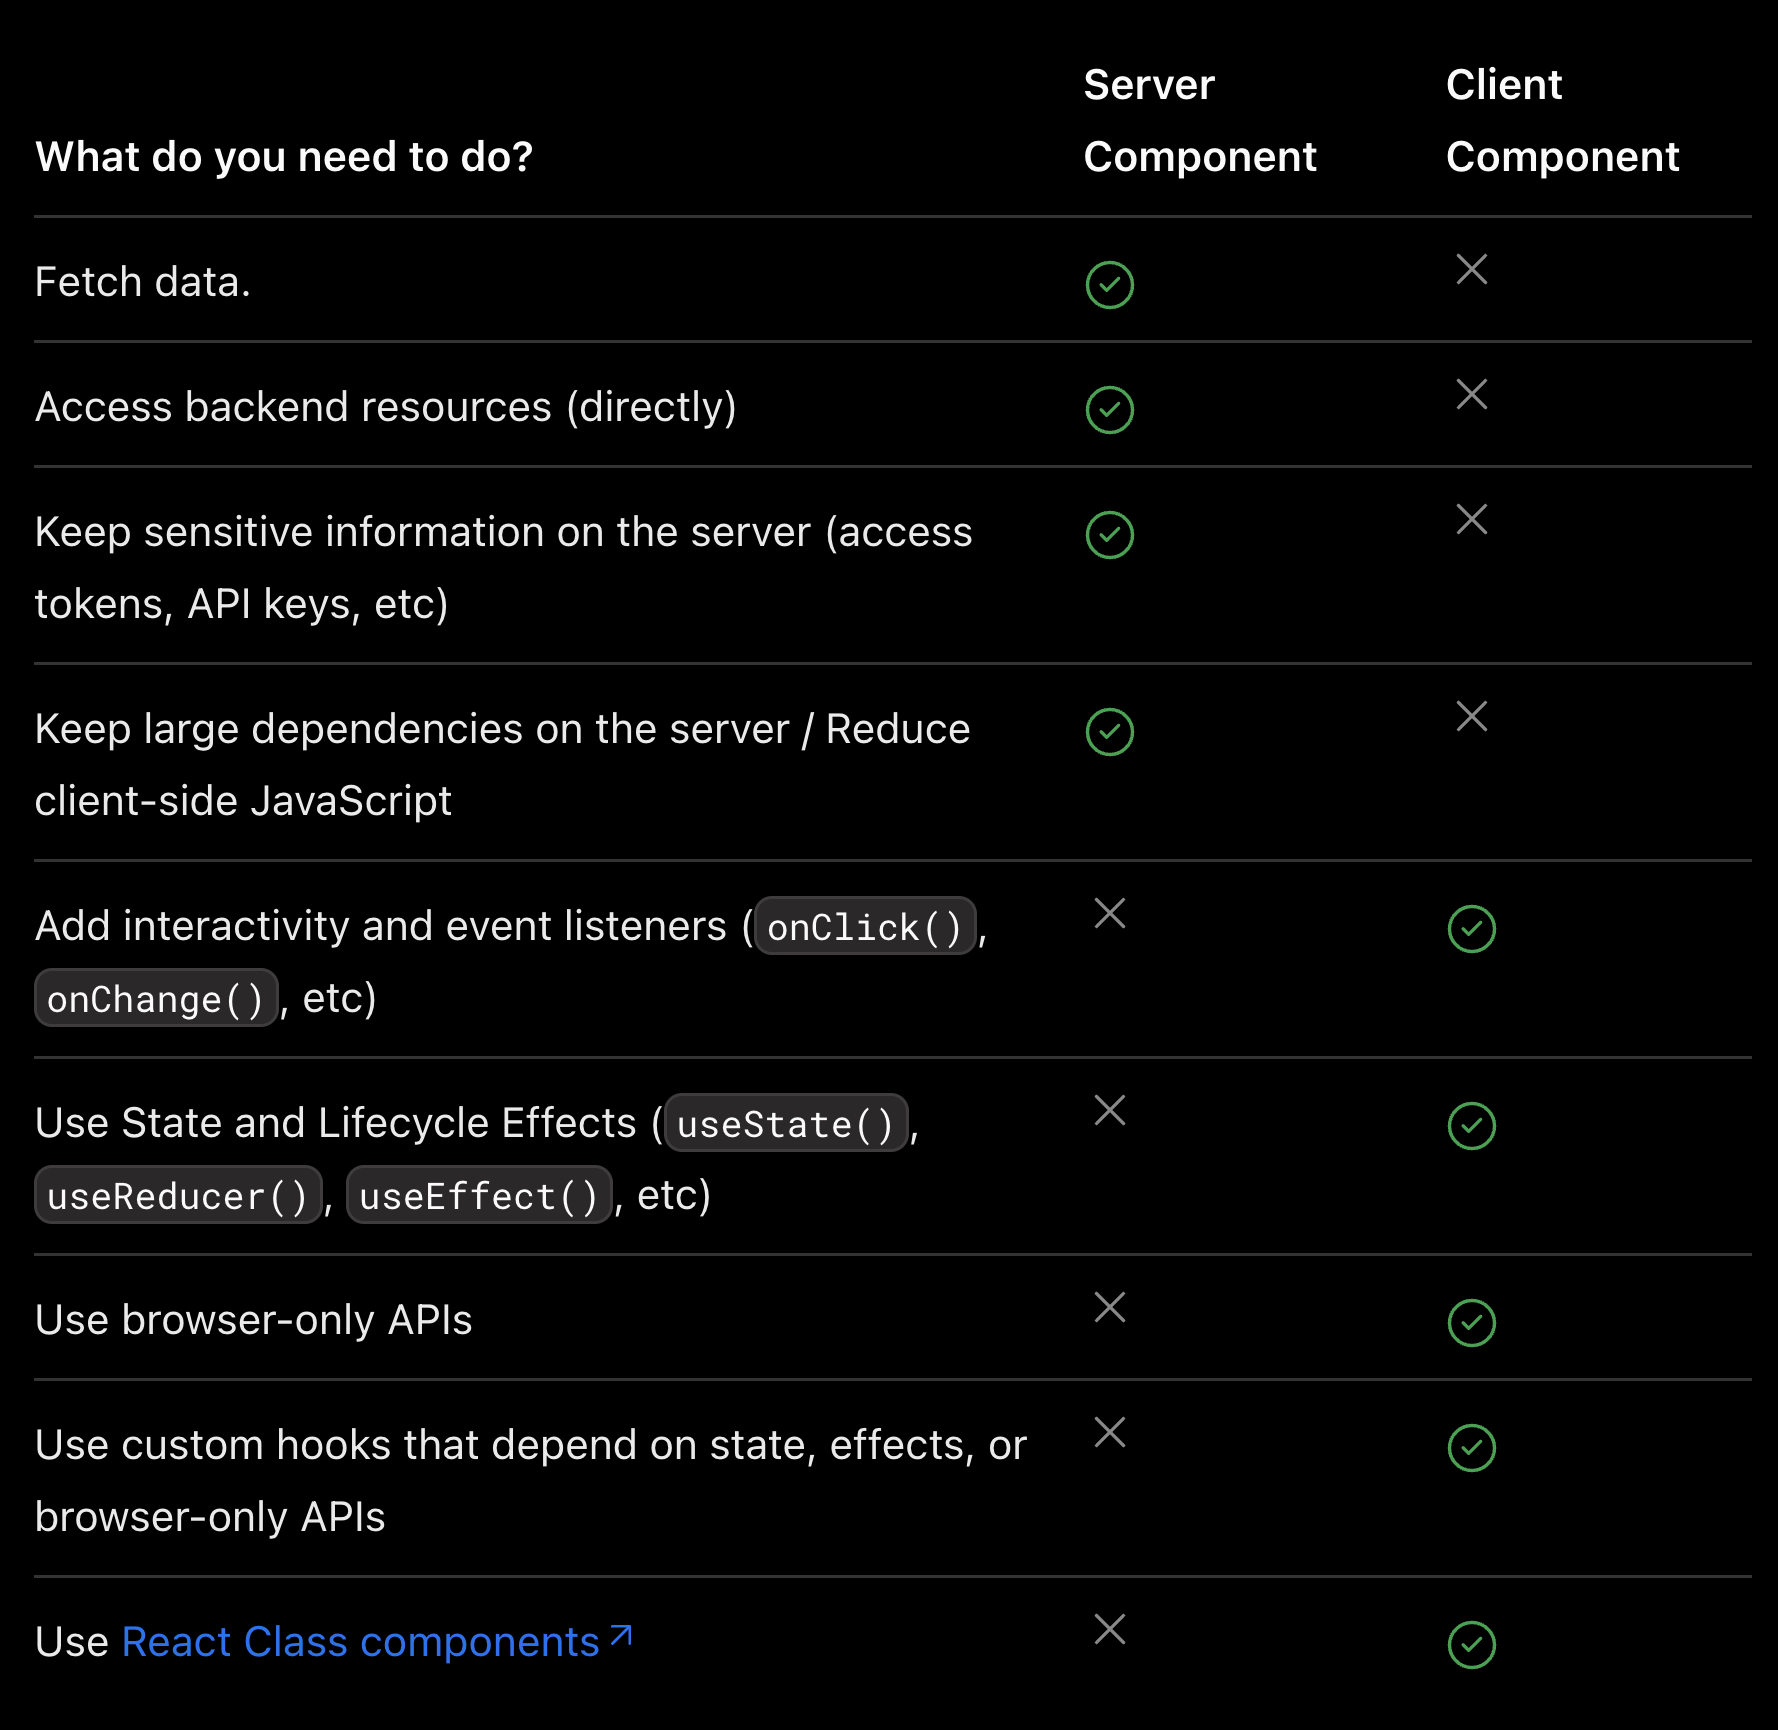 Server
Client
What do you need to do?
Component
Component
Fetch data.
Access backend resources (directly)
Keep sensitive information on the server (access
tokens, API keys, etc)
Keep large dependencies on the server / Reduce
client-side JavaScript
Add interactivity and event listeners (onClick(),
onChange(), etc)
Use State and Lifecycle Effects (useState(),
useReducer(), useEffect(), etc)
Use browser-only APIs
Use custom hooks that depend on state, effects, or
browser-only APIs
Use React Class components